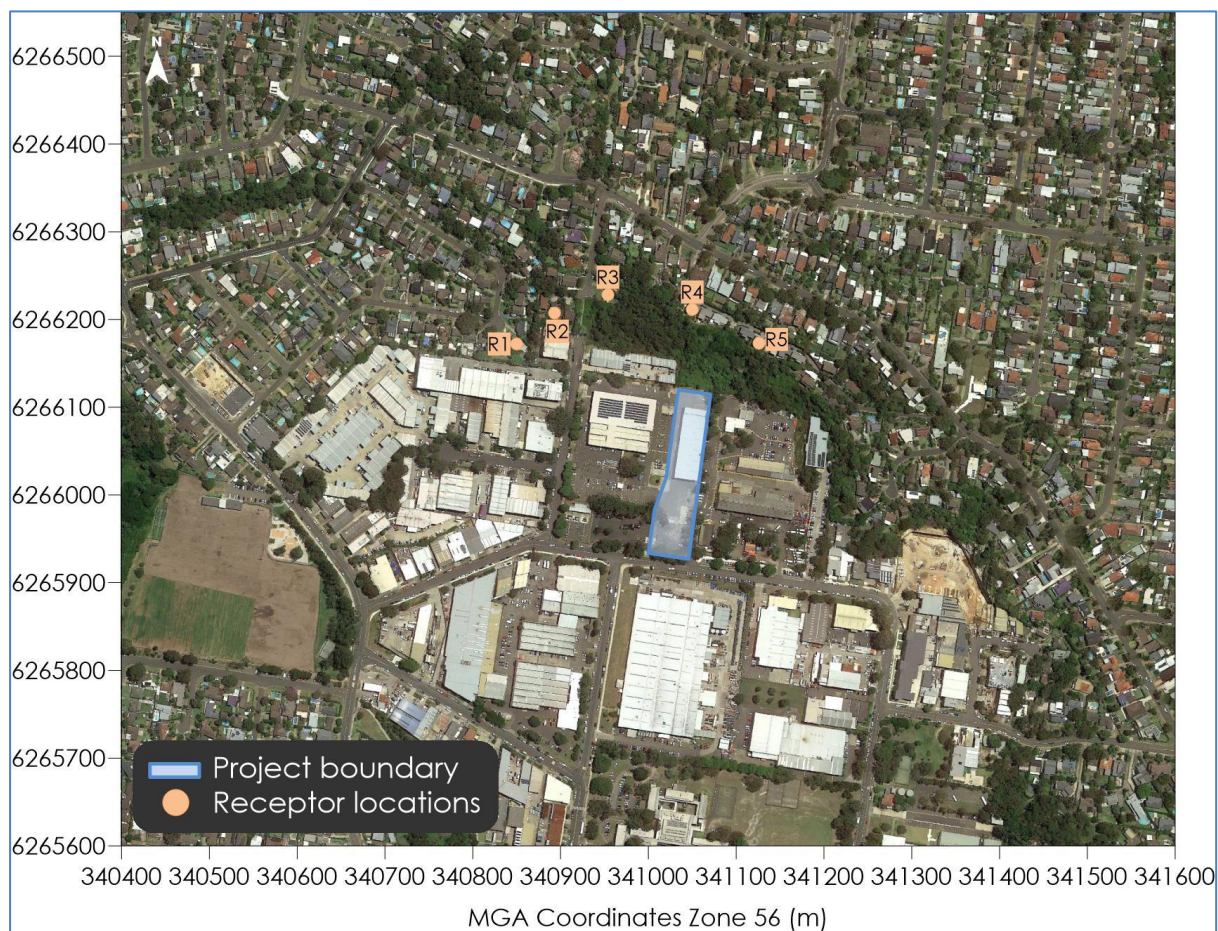 6266500
N
6266400
6266300
R3
R4
6266200
R1
R2
R5
6266100
6266000
6265900
6265800
6265700
Project boundary
Receptor locations
6265600
340400 340500 340600 340700 340800 340900 341000 341100 341200 341300 341400 341500 341600
MGA Coordinates Zone 56 (m)